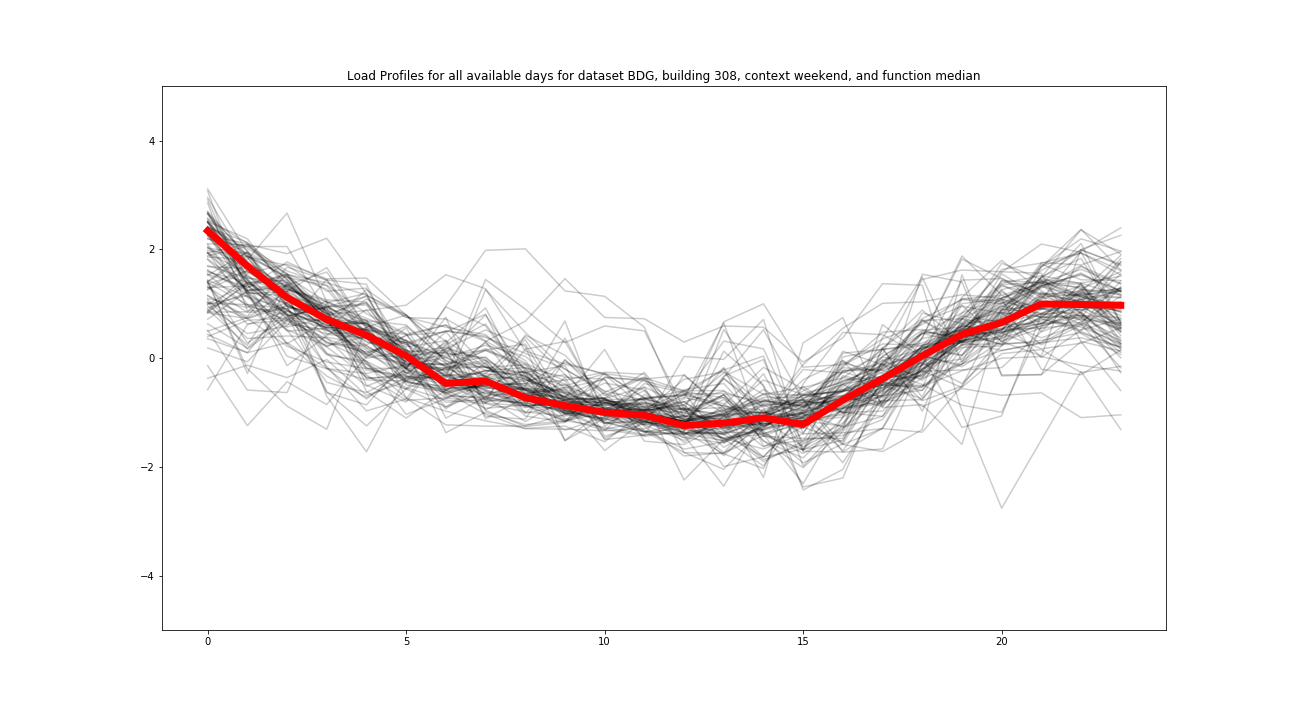 Load Profiles for all available days for dataset BDG, building 308, context weekend, and function median
4
2
0
−2
−4
0 5 10 15 20